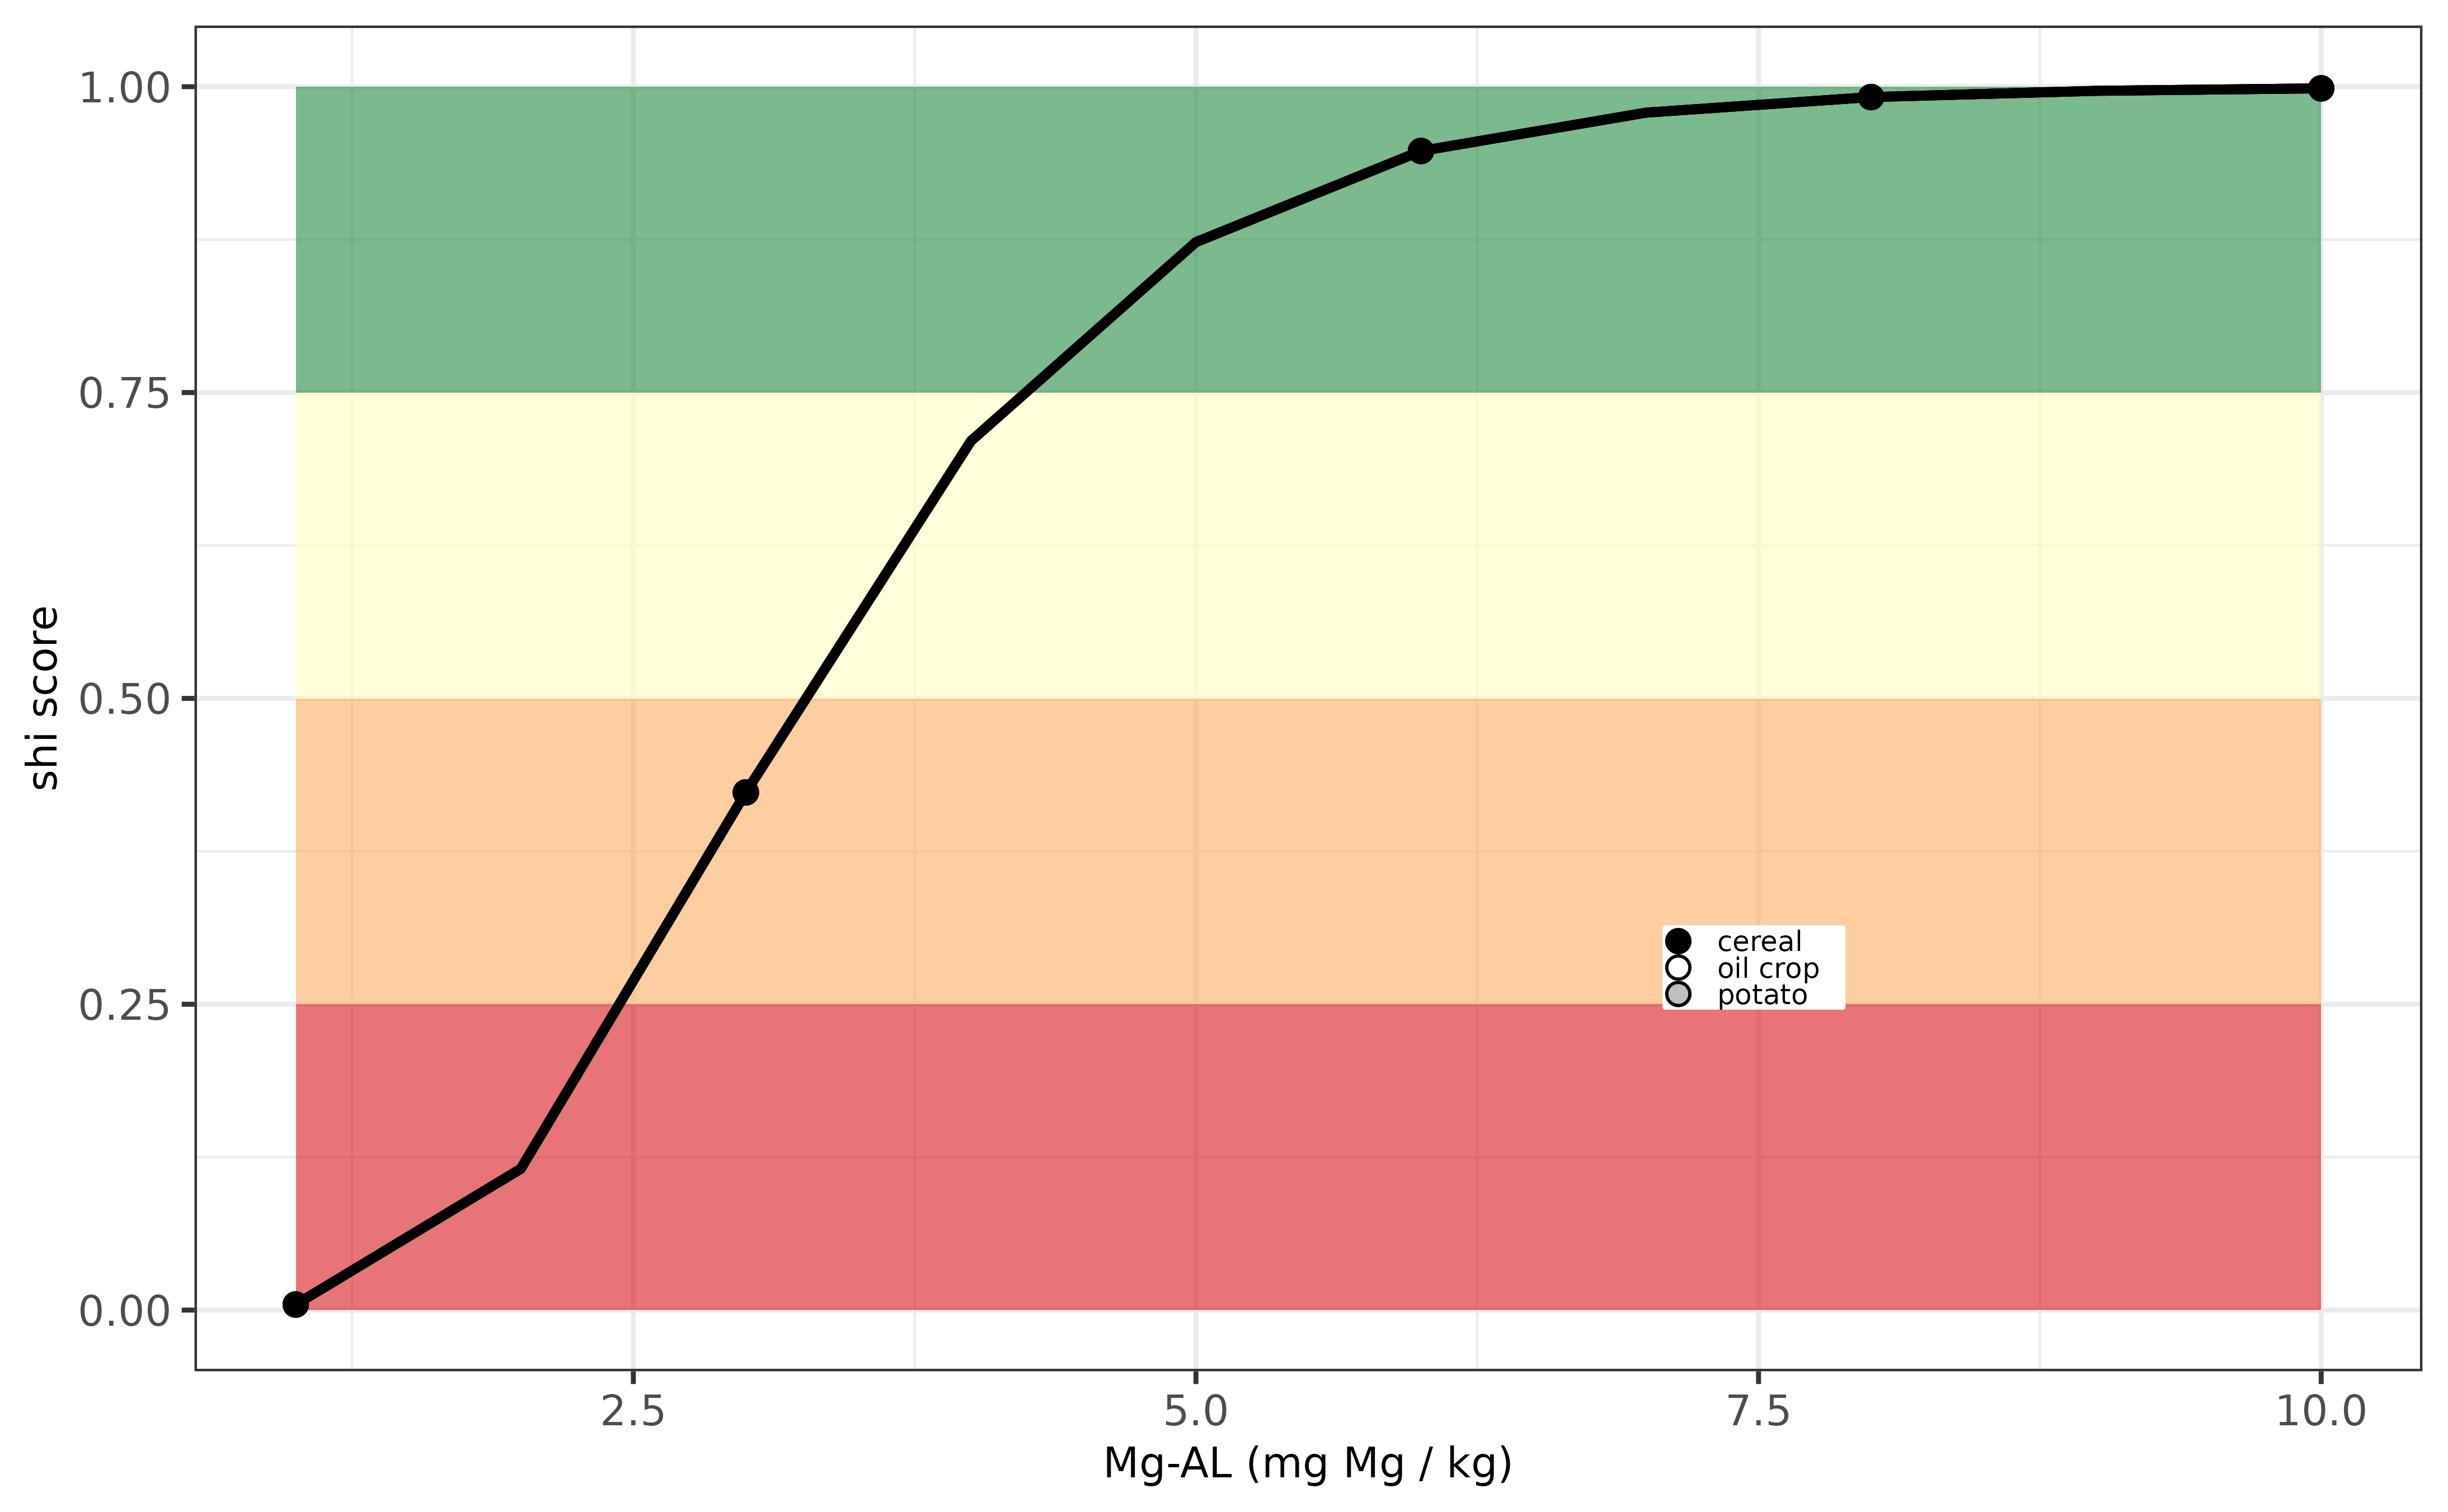 1.00
0.75
0.50
0.25
0.00
shi score
cereal
oil crop
potato
2.5
5.0
7.5
10.0
Mg-AL (mg Mg / kg)